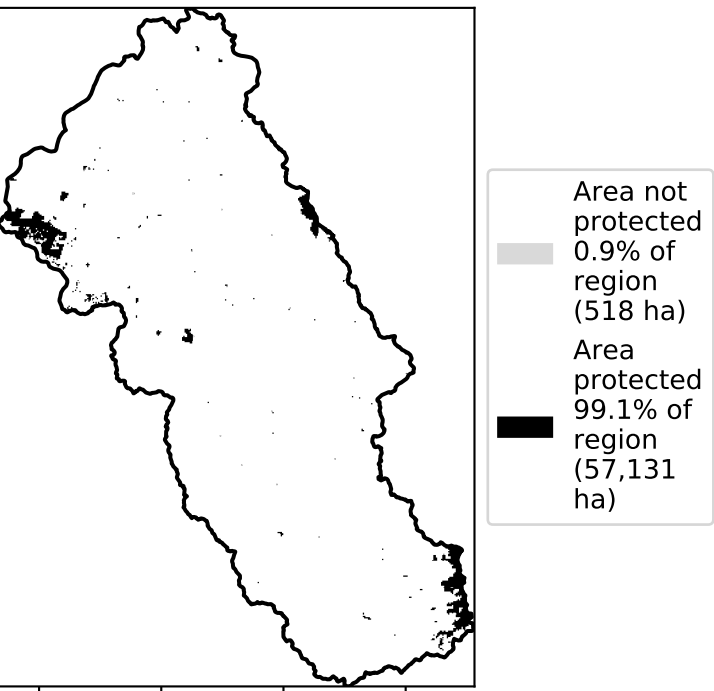 Area not
protected
0.9% of
region
(518 ha)
Area
protected
99.1% of
region
(57,131
ha)